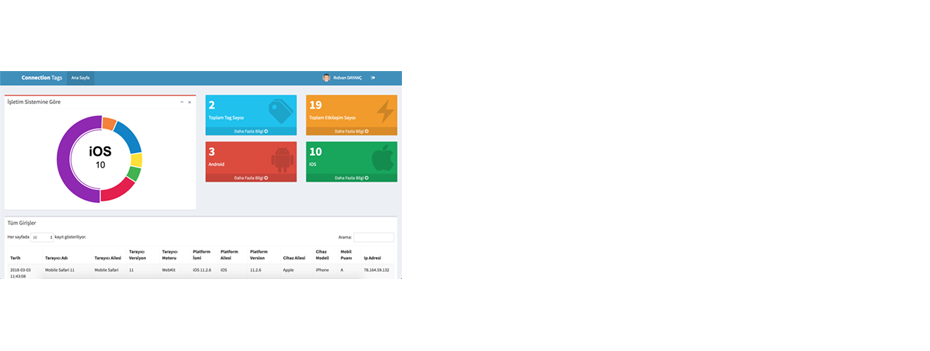 Connection Tags Ana Sayfa Rıdvan DAYANÇ
İşletim Sistemine Göre
iOS
10
2
Toplam Tag Sayısı
Daha Fazla Bilgi
19
Toplam Etkileşim Sayısı
Daha Fazla Bilgi
3
Android
Daha Fazla Bilgi
10
IOS
Daha Fazla Bilgi
Tüm Girişler
Her sayfada 10 kayıt gösteriliyor Arama:
Tarih Tarayıcı Adı Tarayıcı Ailesi Tarayıcı Versiyon Tarayıcı Motoru Platform İsmi Platform Ailesi Platform Version Cihaz Ailesi Cihaz Modeli Mobil Puanı Ip Adresi
2018-03-03 Mobile Safari 11 Mobile Safari 11 WebKit iOS 11.2.6 iOS 11.2.6 Apple iPhone A 78.164.59.132
11:43:08